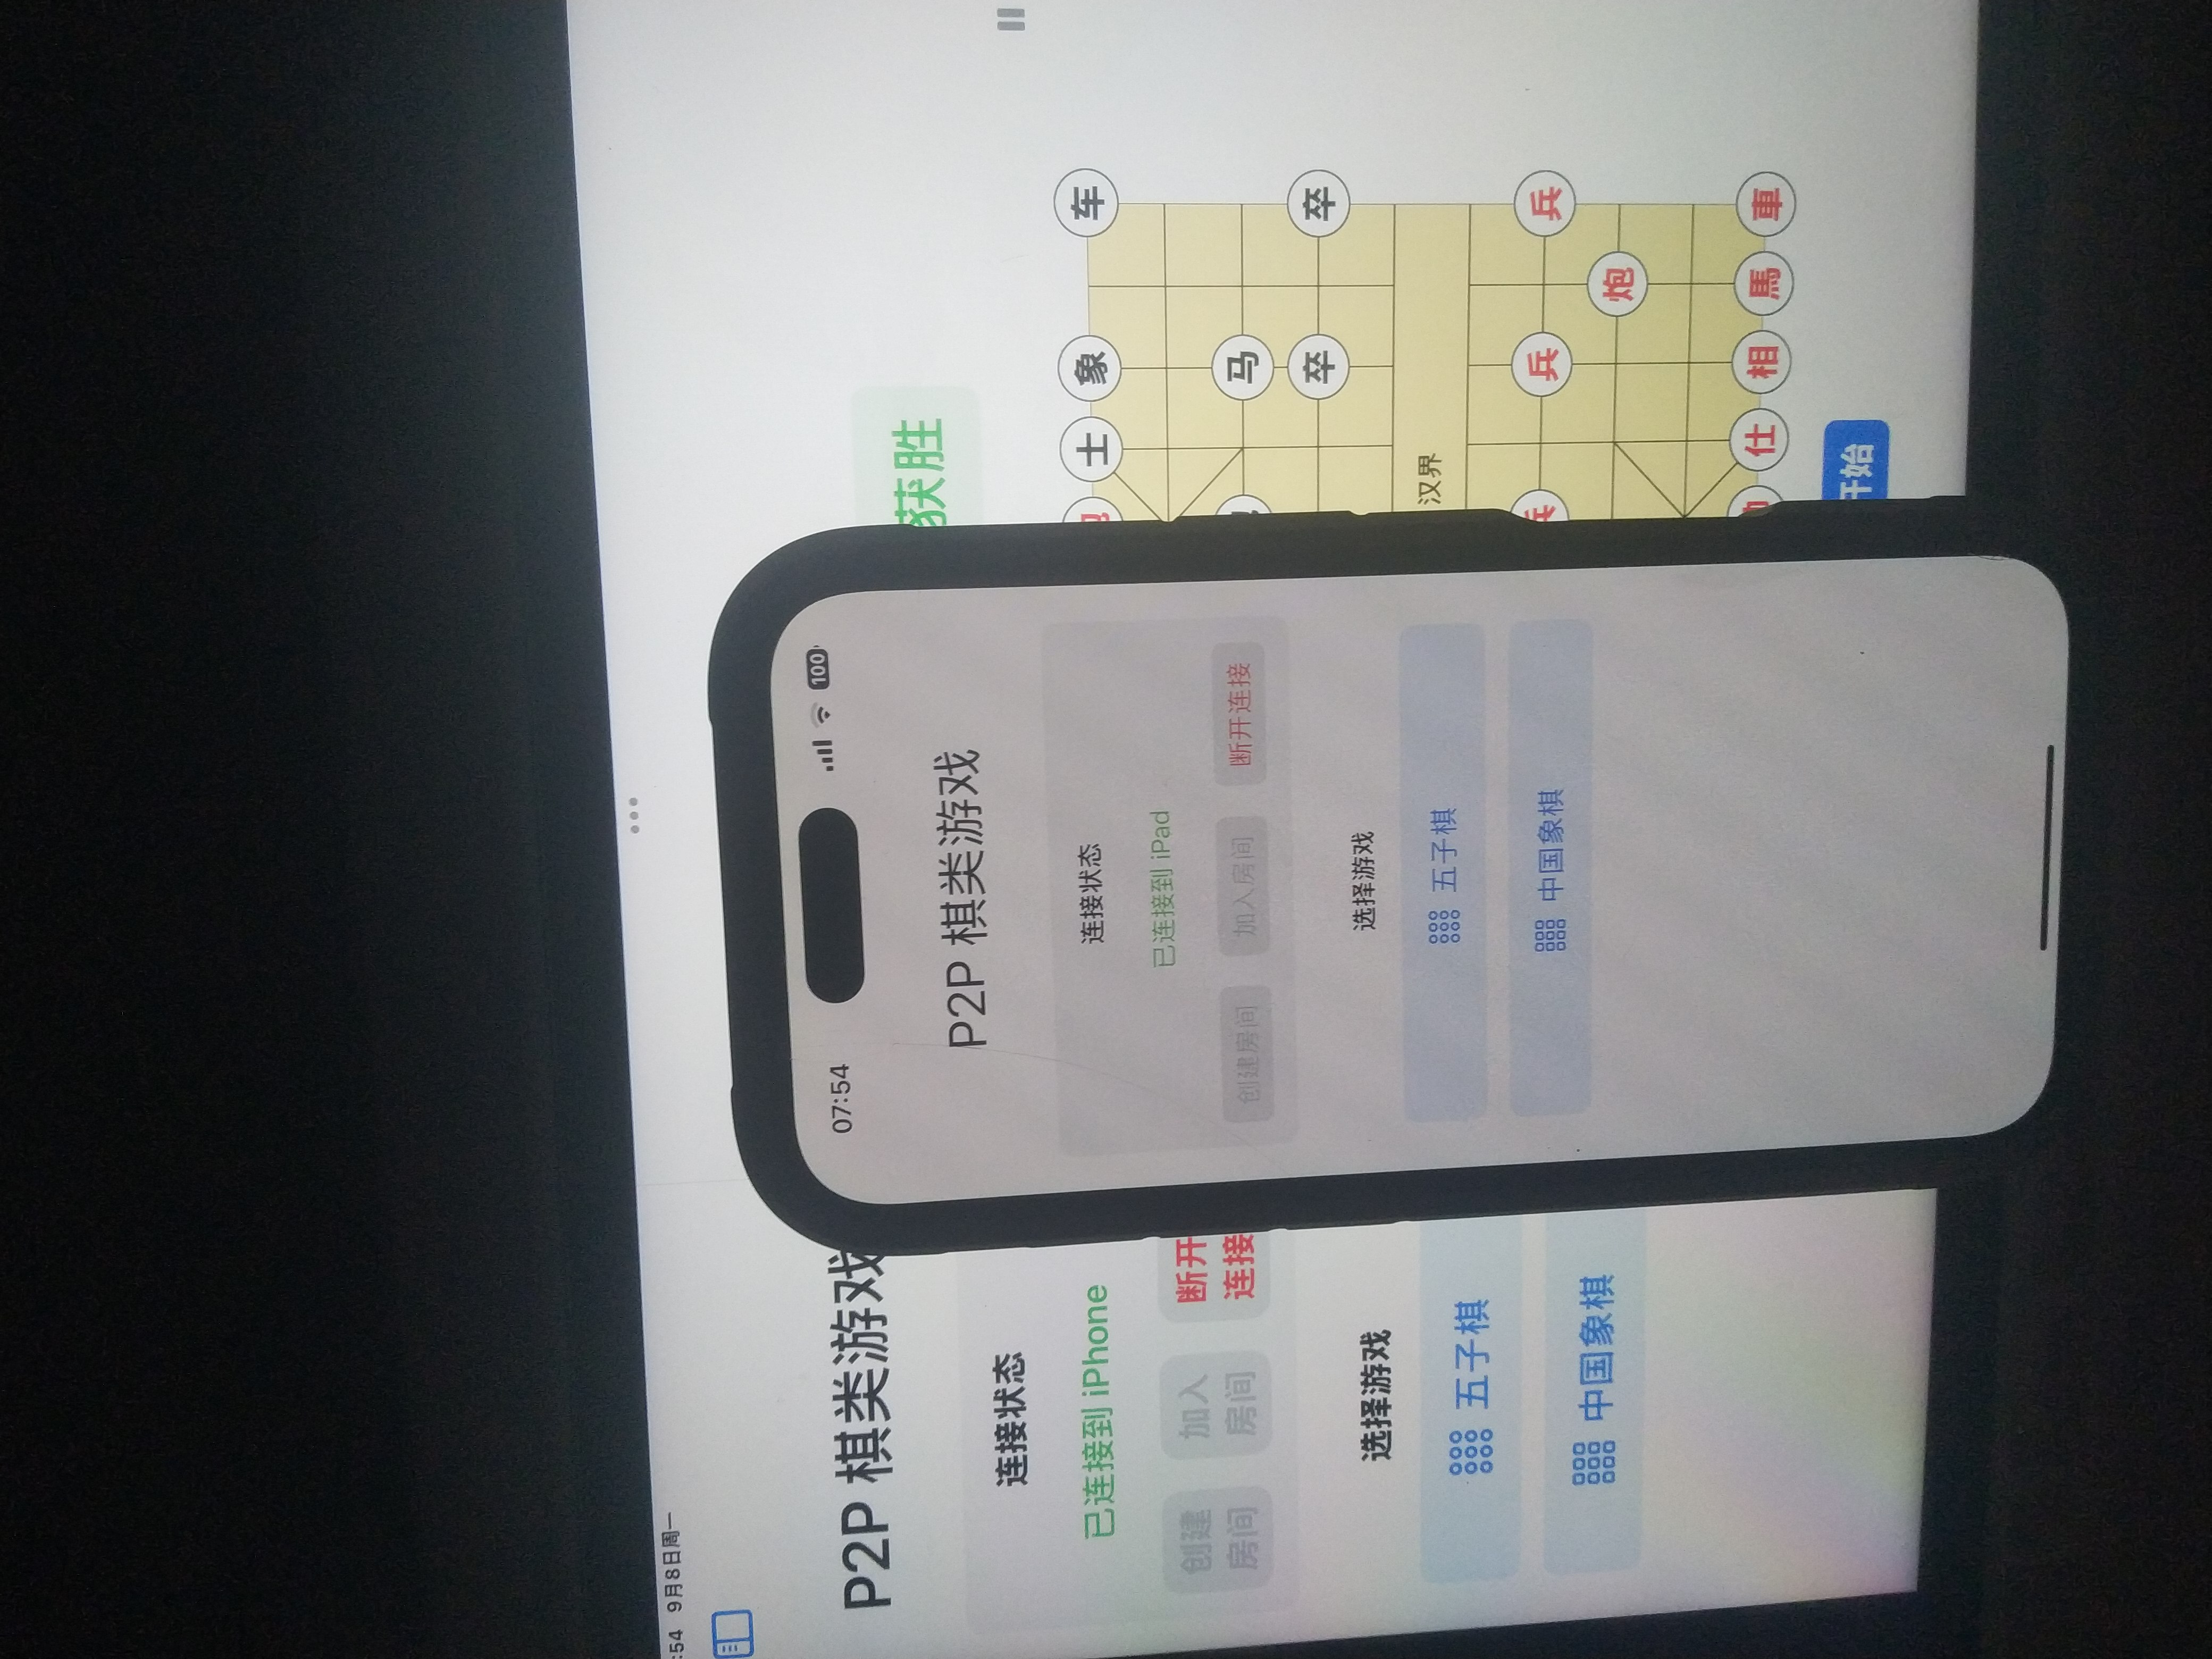 :54 9月8日周一
P2P 棋类游戏
连接状态
已连接到 iPhone
创建
房间
加入
房间
断开
连接
选择游戏
五子棋
中国象棋
07:54
100
P2P 棋类游戏
连接状态
已连接到 iPad
创建房间
加入房间
断开连接
选择游戏
五子棋
中国象棋
获胜
士 象 车
马
卒 卒
汉界
兵 兵 兵
炮
仕 相 馬 車
开始